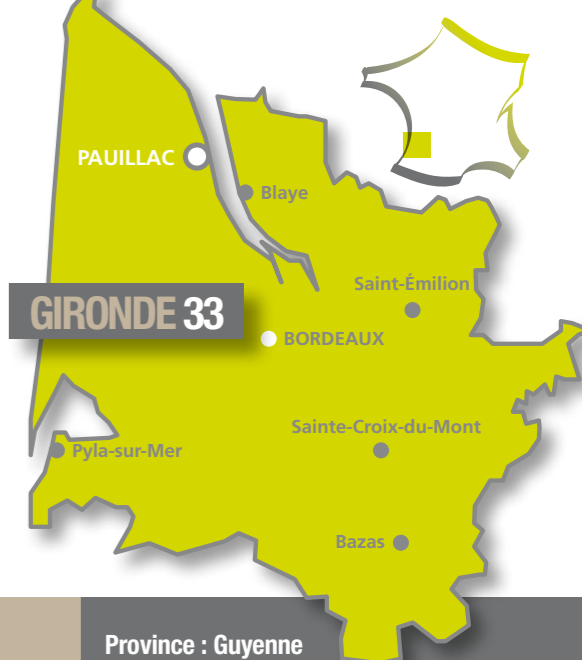 PAUILLAC
Blaye
Saint-Émilion
GIRONDE 33
BORDEAUX
Sainte-Croix-du-Mont
Pyla-sur-Mer
Bazas
Province : Guyenne